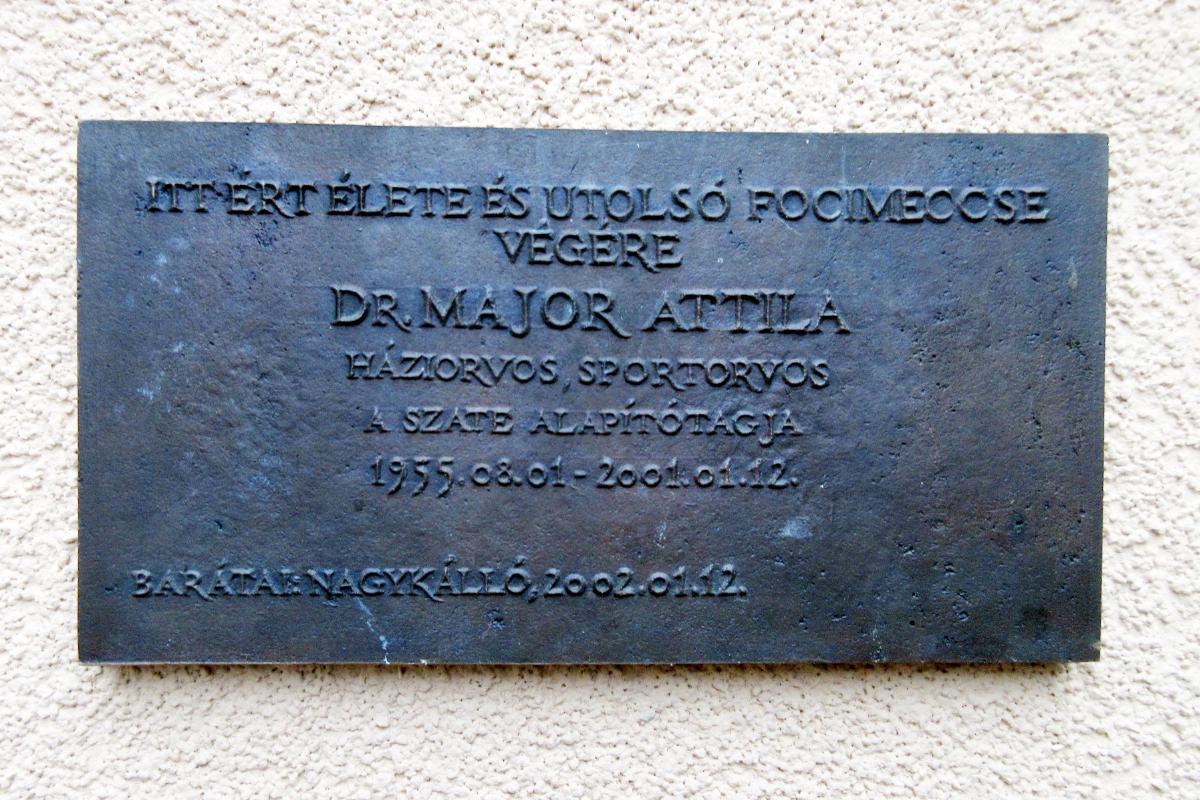 ITT ÉRT ÉLETE ÉS UTOLSÓ FOCIMECCSE
VÉGÉRE
DR. MAJOR ATTILA
HÁZIORVOS, SPORTORVOS
A SZATE ALAPÍTÓTAGJA
1955.08.01 - 2001.01.12.
BARÁTAI: NAGYKÁLLÓ, 2002.01.12.